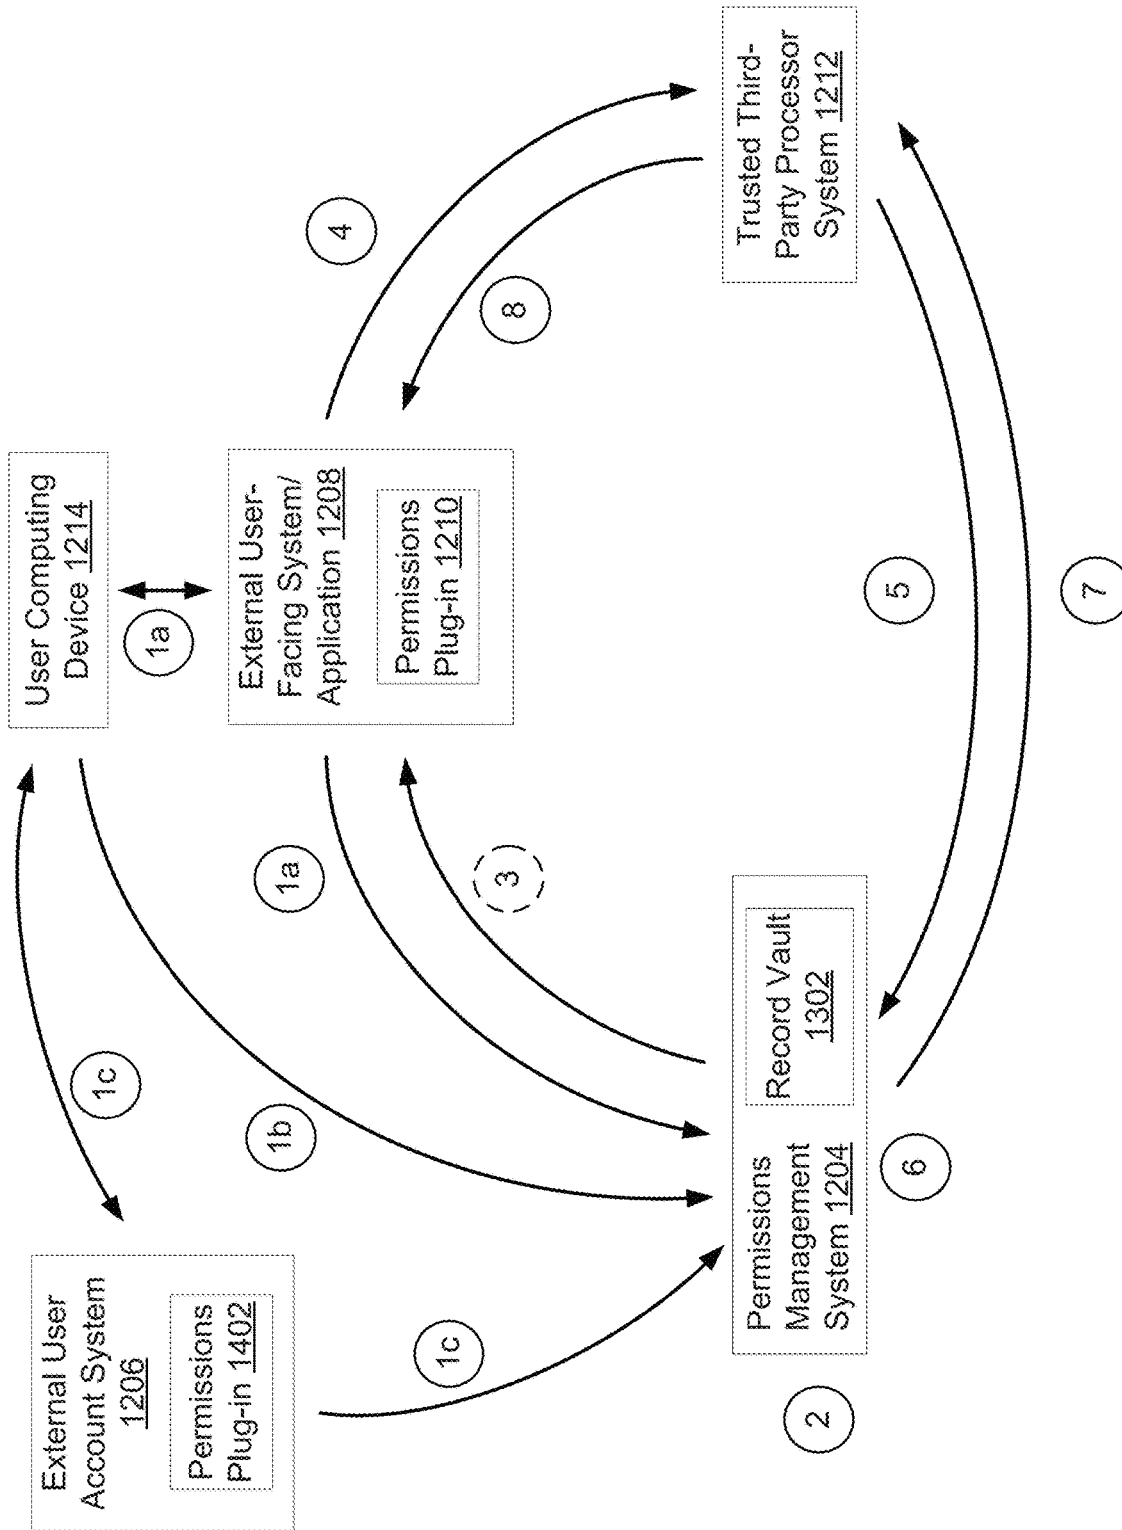 External User
Account System
1206
Permissions
Plug-in 1402
1c
1c
User Computing
Device 1214
1a
External User-
Facing System/
Application 1208
Permissions
Plug-in 1210
1b
1a
3
4
8
Permissions
Management
System 1204
Record Vault
1302
2
6
5
7
Trusted Third-
Party Processor
System 1212